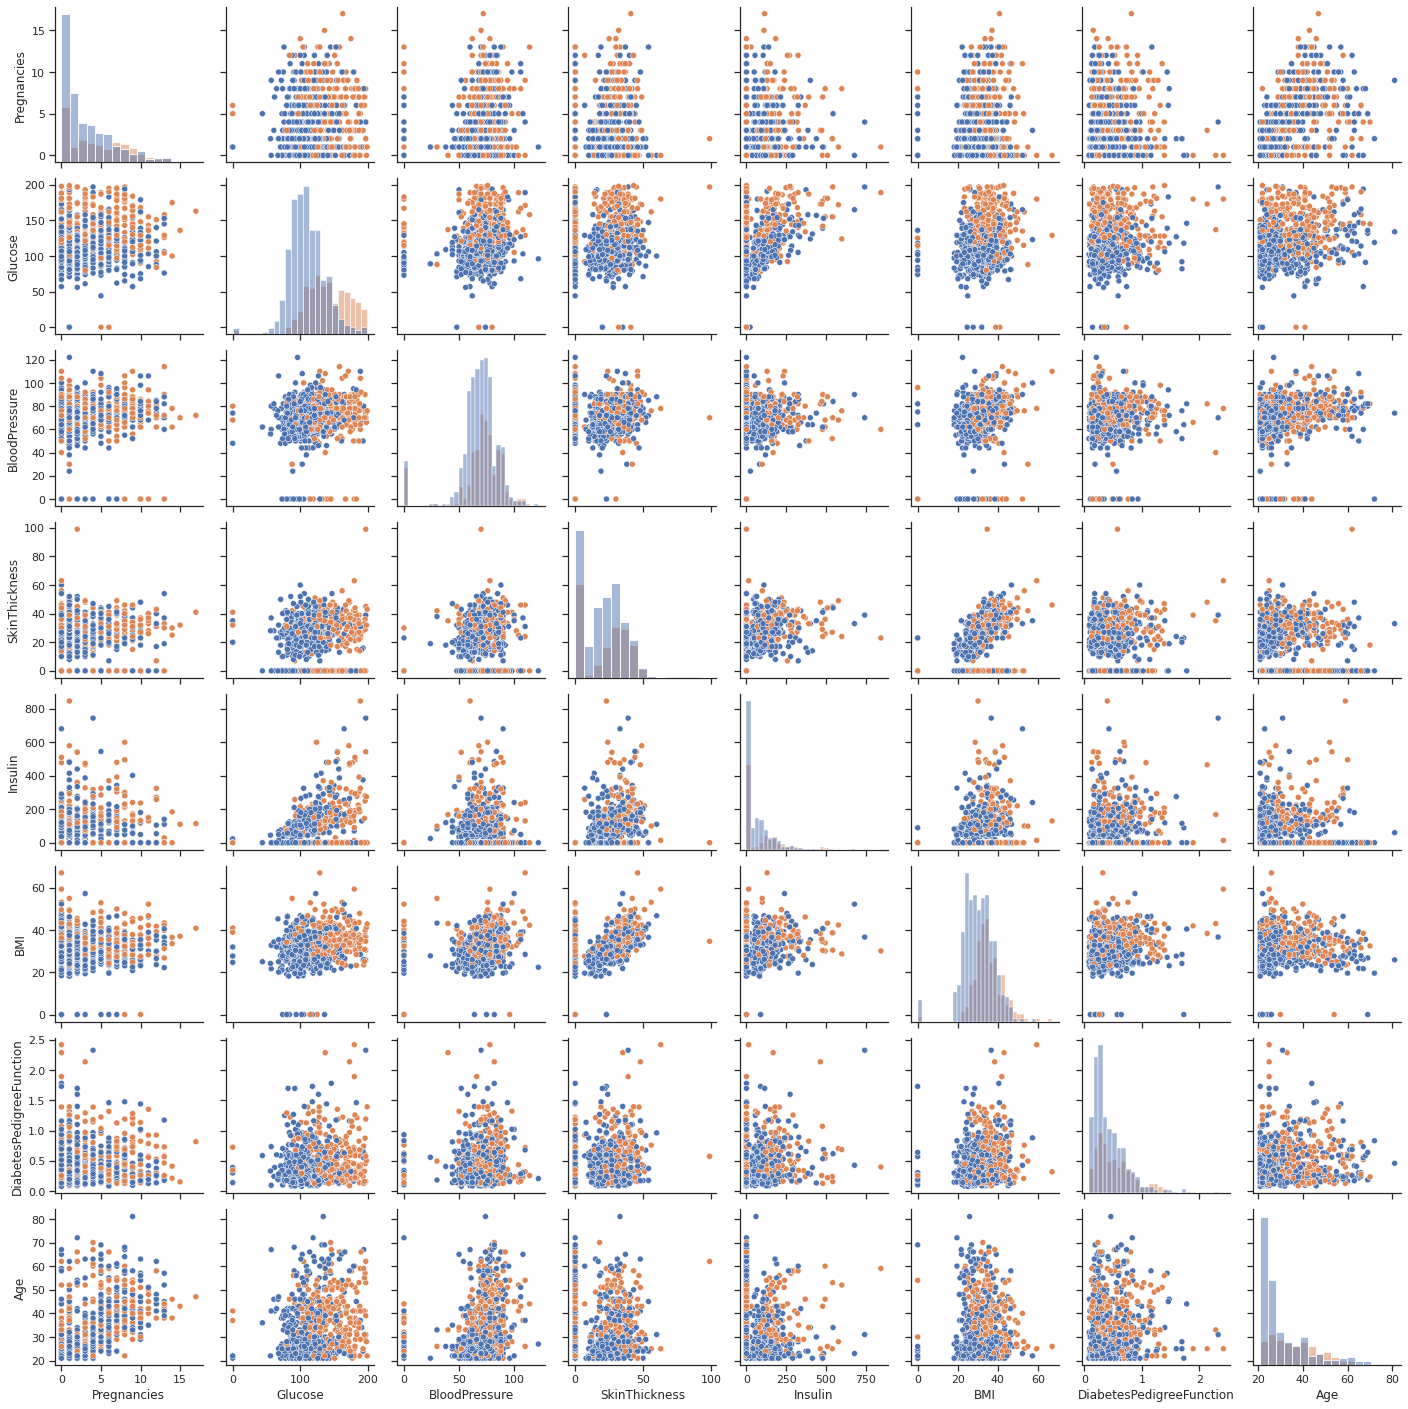 15
10
5
0
Pregnancies
200
150
100
50
0
Glucose
120
100
80
60
40
20
0
BloodPressure
100
80
60
40
20
0
SkinThickness
800
600
400
200
0
Insulin
60
40
20
0
BMI
2.5
2.0
1.5
1.0
0.5
0.0
DiabetesPedigreeFunction
80
70
60
50
40
30
20
Age
0 5 10 15
Pregnancies
0 100 200
Glucose
0 50 100
BloodPressure
0 50 100
SkinThickness
0 250 500 750
Insulin
0 20 40 60
BMI
0 1 2
DiabetesPedigreeFunction
20 40 60 80
Age